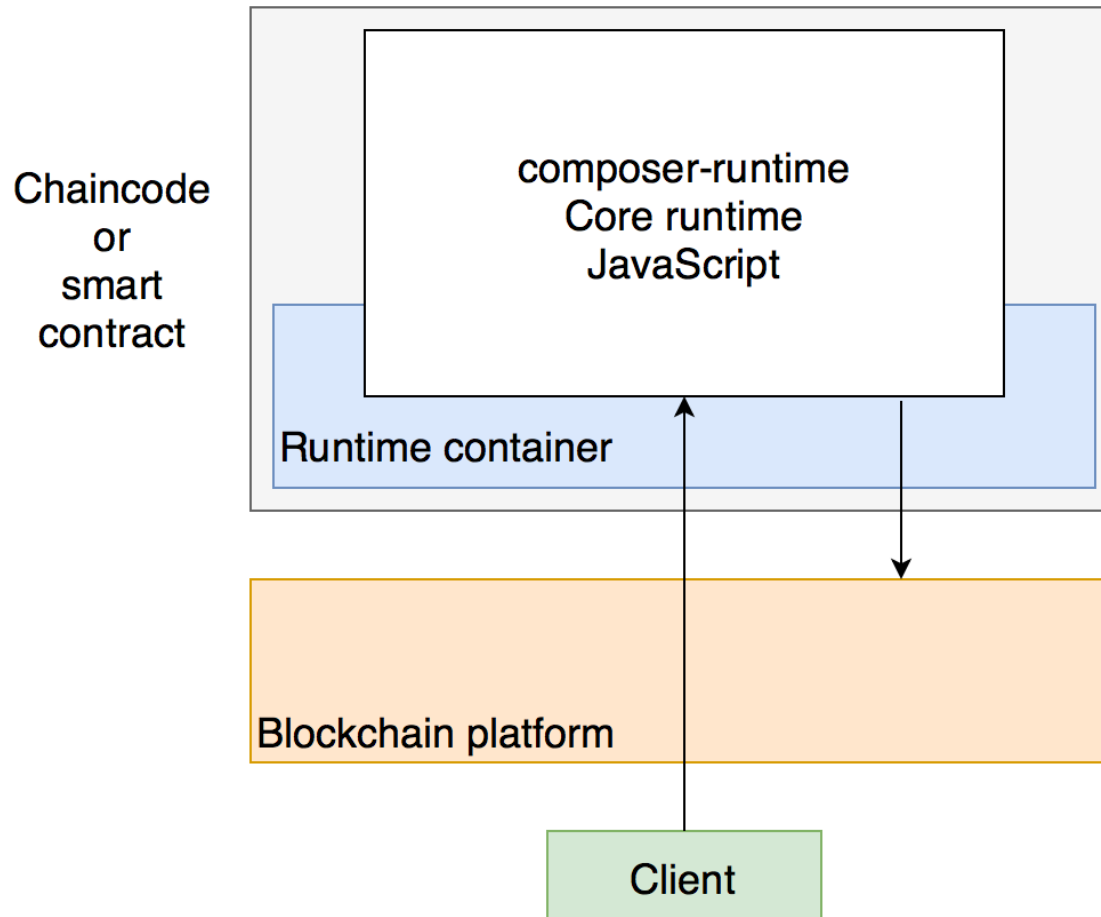 Chaincode
or
smart
contract
composer-runtime
Core runtime
JavaScript
Runtime container
Blockchain platform
Client